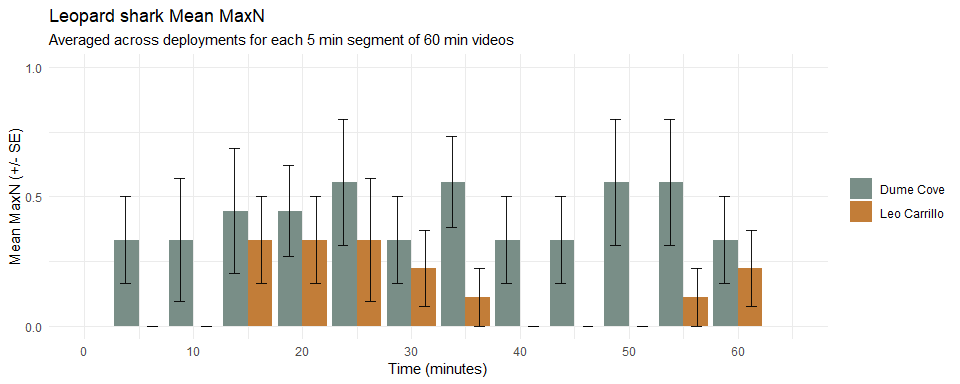 Leopard shark Mean MaxN
Averaged across deployments for each 5 min segment of 60 min videos
Mean MaxN (+/- SE)
1.0
0.5
0.0
0 10 20 30 40 50 60
Time (minutes)
Dume Cove
Leo Carrillo